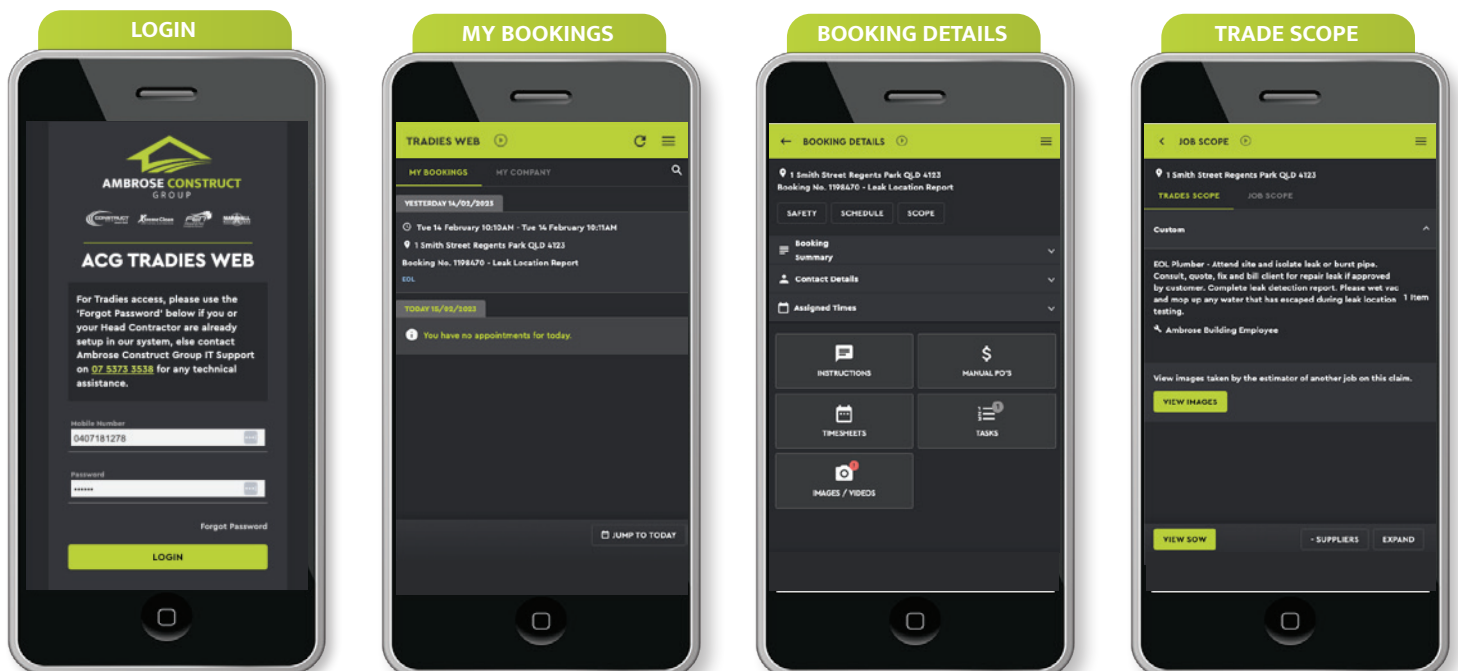 LOGIN
AMBROSE CONSTRUCT
GROUP
CONSTRUCT
ACG TRADIES WEB
For Tradies access, please use the
'Forgot Password' below if you or
your Head Contractor are already
setup in our system, else contact
Ambrose Construct Group IT Support
on 07 5373 3538 for any technical
assistance.
Mobile Number
0407181278
Password
••••••
Forgot Password
LOGIN
MY BOOKINGS
TRADIES WEB
MY BOOKINGS MY COMPANY
YESTERDAY 14/02/2023
Tue 14 February 10:10AM - Tue 14 February 10:11AM
1 Smith Street Regents Park QLD 4123
Booking No. 1198470 - Leak Location Report
EOL
TODAY 15/02/2023
You have no appointments for today.
JUMP TO TODAY
BOOKING DETAILS
BOOKING DETAILS
1 Smith Street Regents Park QLD 4123
Booking No. 1198470 - Leak Location Report
SAFETY SCHEDULE SCOPE
Booking
Summary
Contact Details
Assigned Times
INSTRUCTIONS
MANUAL PO'S
TIMESHEETS
TASKS
IMAGES / VIDEOS
TRADE SCOPE
JOB SCOPE
1 Smith Street Regents Park QLD 4123
TRADES SCOPE JOB SCOPE
Custom
EOL Plumber - Attend site and isolate leak or burst pipe.
Consult, quote, fix and bill client for repair leak if approved
by customer. Complete leak detection report. Please wet vac
and mop up any water that has escaped during leak location
testing.
1 Item
Ambrose Building Employee
View images taken by the estimator of another job on this claim.
VIEW IMAGES
VIEW SOW
- SUPPLIERS
EXPAND